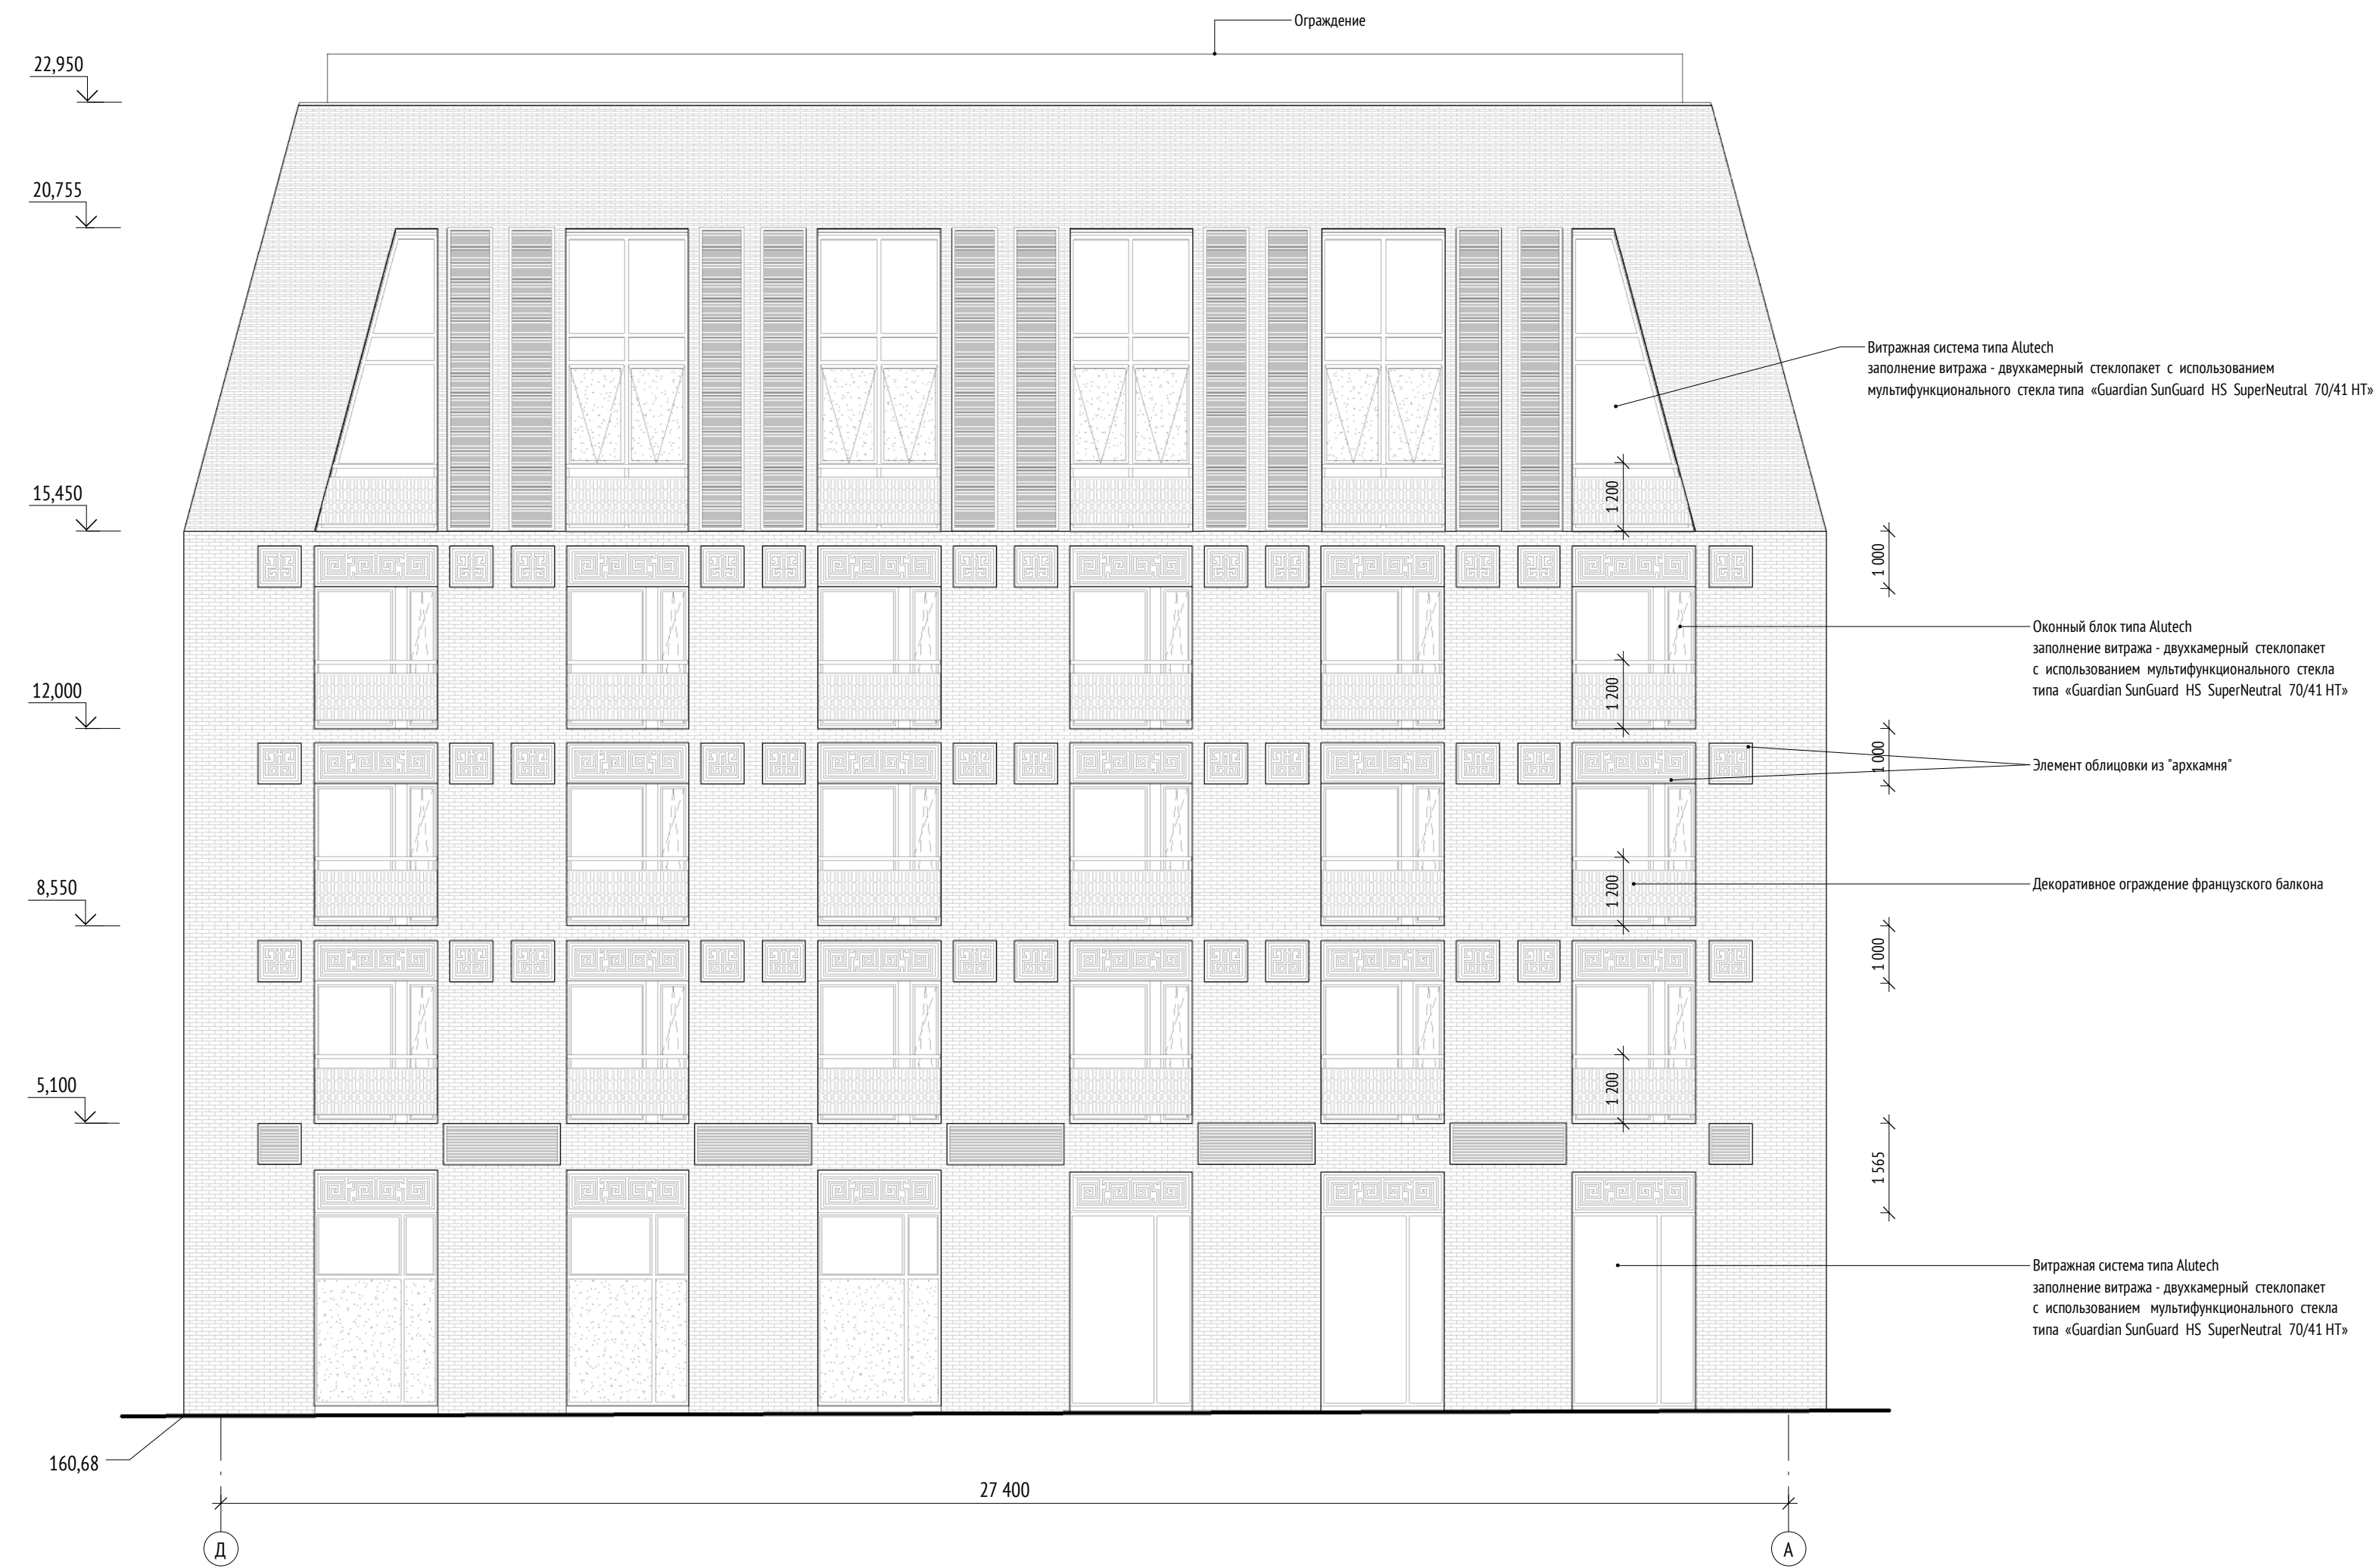 Ограждение
22,950
20,755
Витражная система типа Alutech
заполнение витража - двухкамерный стеклопакет с использованием
мультифункционального стекла типа «Guardian SunGuard HS SuperNeutral 70/41 HT»
15,450
1 200
1 000
Оконный блок типа Alutech
заполнение витража - двухкамерный стеклопакет
с использованием мультифункционального стекла
типа «Guardian SunGuard HS SuperNeutral 70/41 HT»
12,000
1 200
1 000
Элемент облицовки из "архкамня"
8,550
1 200
Декоративное ограждение французского балкона
1 000
5,100
1 200
1 565
Витражная система типа Alutech
заполнение витража - двухкамерный стеклопакет
с использованием мультифункционального стекла
типа «Guardian SunGuard HS SuperNeutral 70/41 HT»
160,68
27 400
Д
А